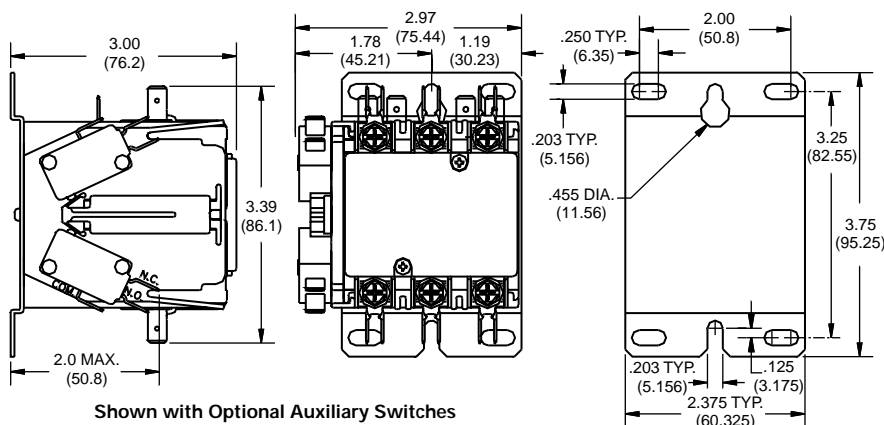 3.00
(76.2)
3.39
(86.1)
N.C.
COM
N.O.
2.0 MAX.
(50.8)
2.97
(75.44)
1.78
(45.21)
1.19
(30.23)
.250 TYP.
(6.35)
2.00
(50.8)
.203 TYP.
(5.156)
.455 DIA.
(11.56)
3.25
(82.55)
3.75
(95.25)
.203 TYP.
(5.156)
.125
(3.175)
2.375 TYP.
(60.325)
Shown with Optional Auxiliary Switches